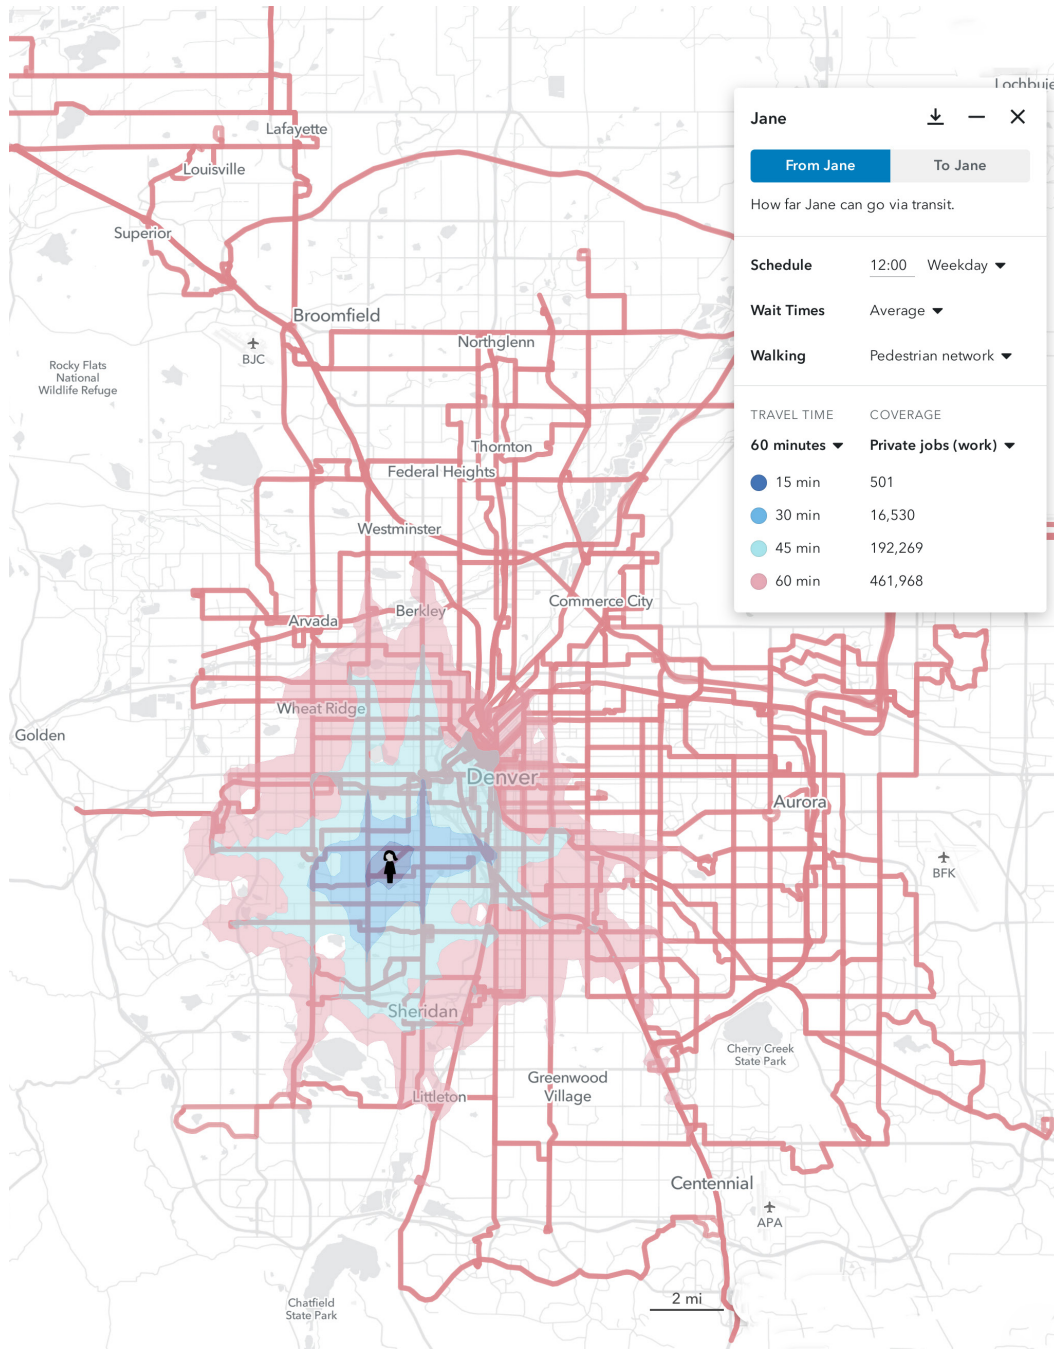 Lochbuie
Jane
From Jane
To Jane
How far Jane can go via transit.
Schedule
12:00
Weekday
Wait Times
Average
Walking
Pedestrian network
TRAVEL TIME
COVERAGE
60 minutes
Private jobs (work)
15 min
501
30 min
16,530
45 min
192,269
60 min
461,968
Lafayette
Louisville
Superior
Broomfield
BJC
Northglenn
Rocky Flats
National
Wildlife Refuge
Thornton
Federal Heights
Westminster
Commerce City
Berkley
Arvada
Wheat Ridge
Golden
Denver
Aurora
BFK
Sheridan
Cherry Creek
State Park
Greenwood
Village
Littleton
Centennial
APA
2 mi
Chatfield
State Park